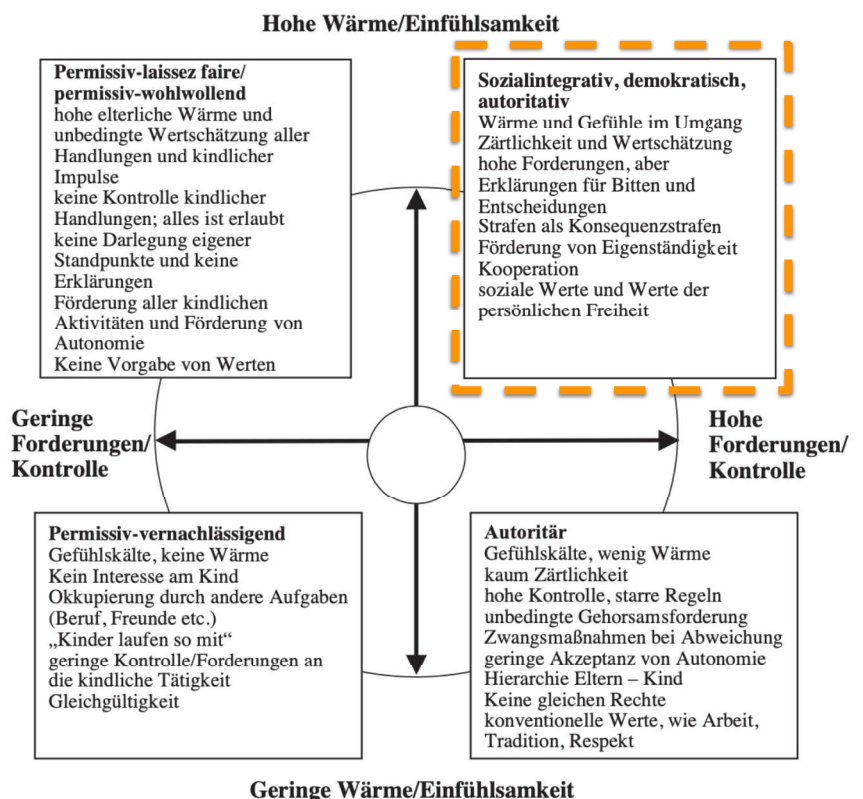 Hohe Wärme/Einfühlsamkeit
Permissiv-laissez faire/
permissiv-wohlwollend
hohe elterliche Wärme und
unbedingte Wertschätzung aller
Handlungen und kindlicher
Impulse
keine Kontrolle kindlicher
Handlungen; alles ist erlaubt
keine Darlegung eigener
Standpunkte und keine
Erklärungen
Förderung aller kindlichen
Aktivitäten und Förderung von
Autonomie
Keine Vorgabe von Werten
Sozialintegrativ, demokratisch,
autoritativ
Wärme und Gefühle im Umgang
Zärtlichkeit und Wertschätzung
hohe Forderungen, aber
Erklärungen für Bitten und
Entscheidungen
Strafen als Konsequenzstrafen
Förderung von Eigenständigkeit
Kooperation
soziale Werte und Werte der
persönlichen Freiheit
Geringe
Forderungen/
Kontrolle
Hohe
Forderungen/
Kontrolle
Permissiv-vernachlässigend
Gefühlskälte, keine Wärme
Kein Interesse am Kind
Okkupierung durch andere Aufgaben
(Beruf, Freunde etc.)
„Kinder laufen so mit“
geringe Kontrolle/Forderungen an
die kindliche Tätigkeit
Gleichgültigkeit
Autoritär
Gefühlskälte, wenig Wärme
kaum Zärtlichkeit
hohe Kontrolle, starre Regeln
unbedingte Gehorsamsforderung
Zwangsmaßnahmen bei Abweichung
geringe Akzeptanz von Autonomie
Hierarchie Eltern – Kind
Keine gleichen Rechte
konventionelle Werte, wie Arbeit,
Tradition, Respekt
Geringe Wärme/Einfühlsamkeit